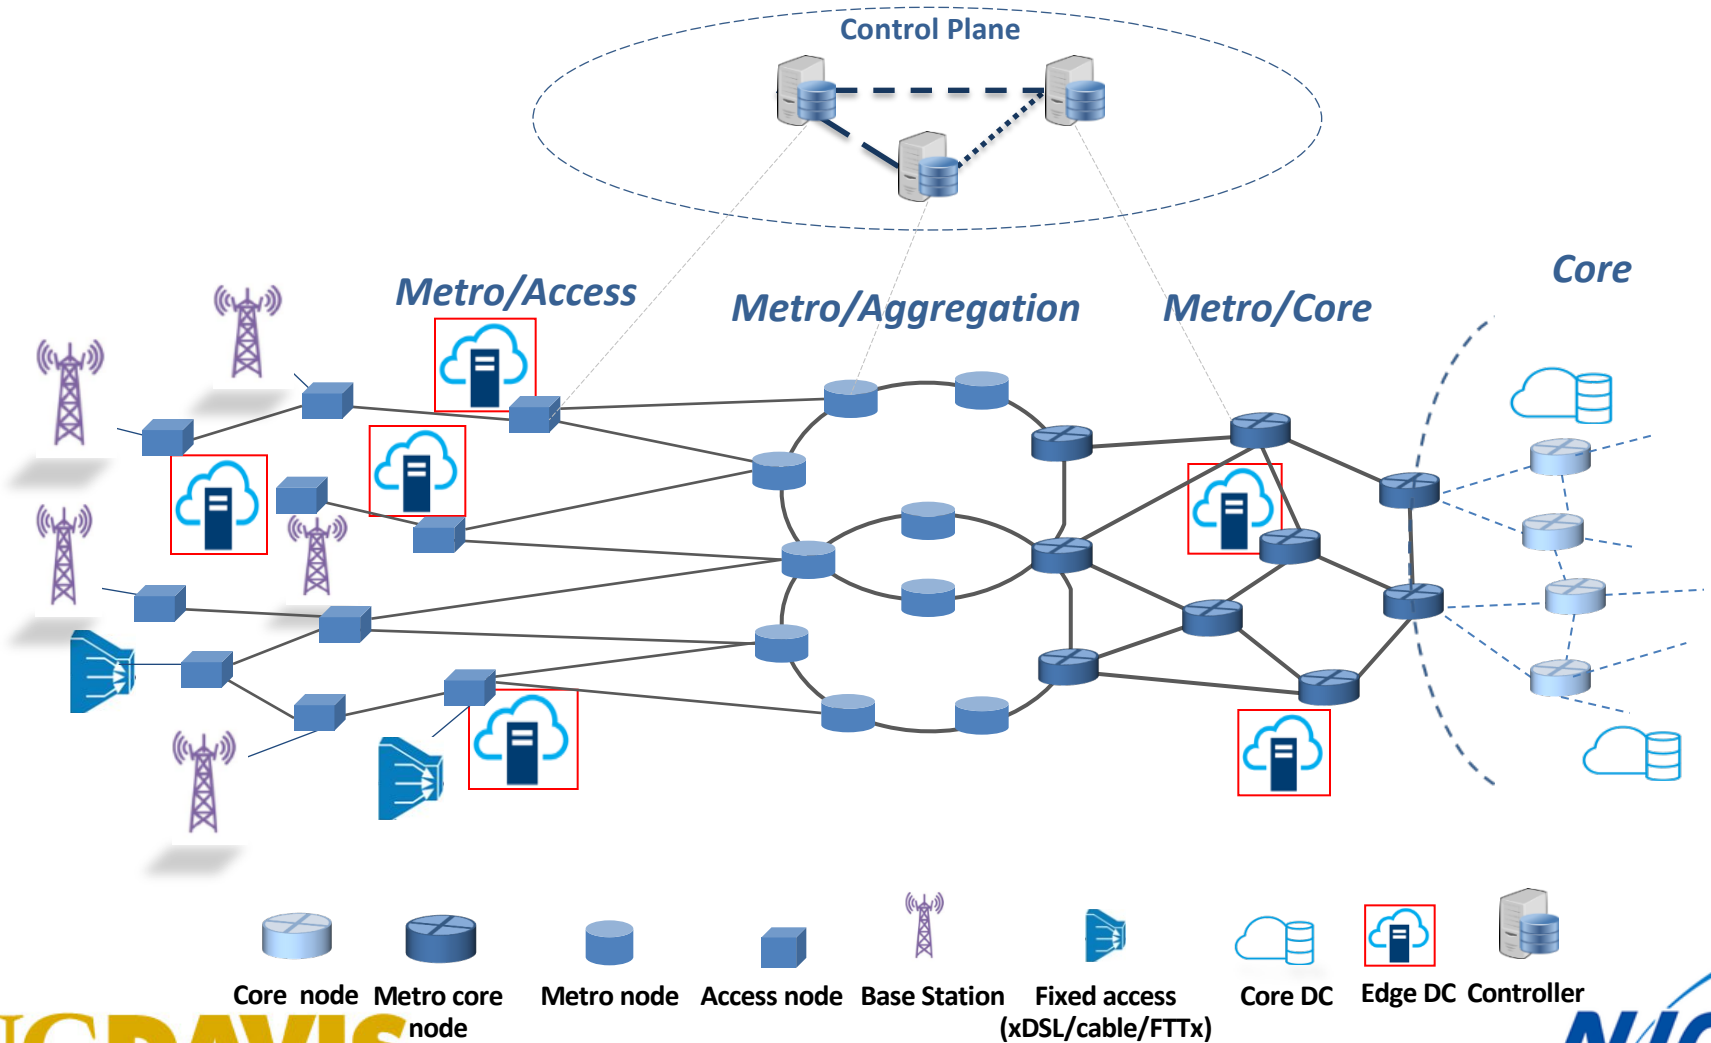 Control Plane
Core
Metro/Access
Metro/Aggregation
Metro/Core
Core node
Metro core
node
Metro node
Access node
Base Station
Fixed access
(xDSL/cable/FTTx)
Core DC
Edge DC
Controller
DAVIS